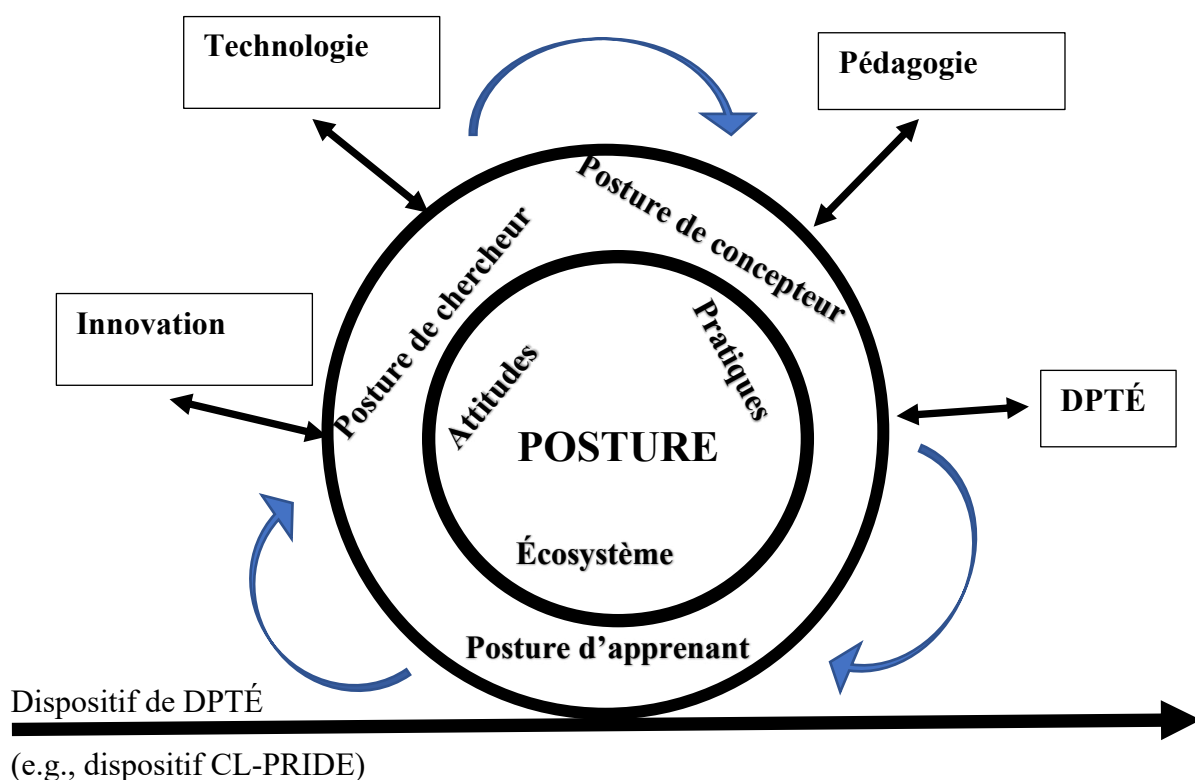 Technologie
Pédagogie
Posture de concepteur
Posture de chercheur
Innovation
Attitudes
Pratiques
DPTÉ
POSTURE
Écosystème
Posture d’apprenant
Dispositif de DPTÉ
(e.g., dispositif CL-PRIDE)